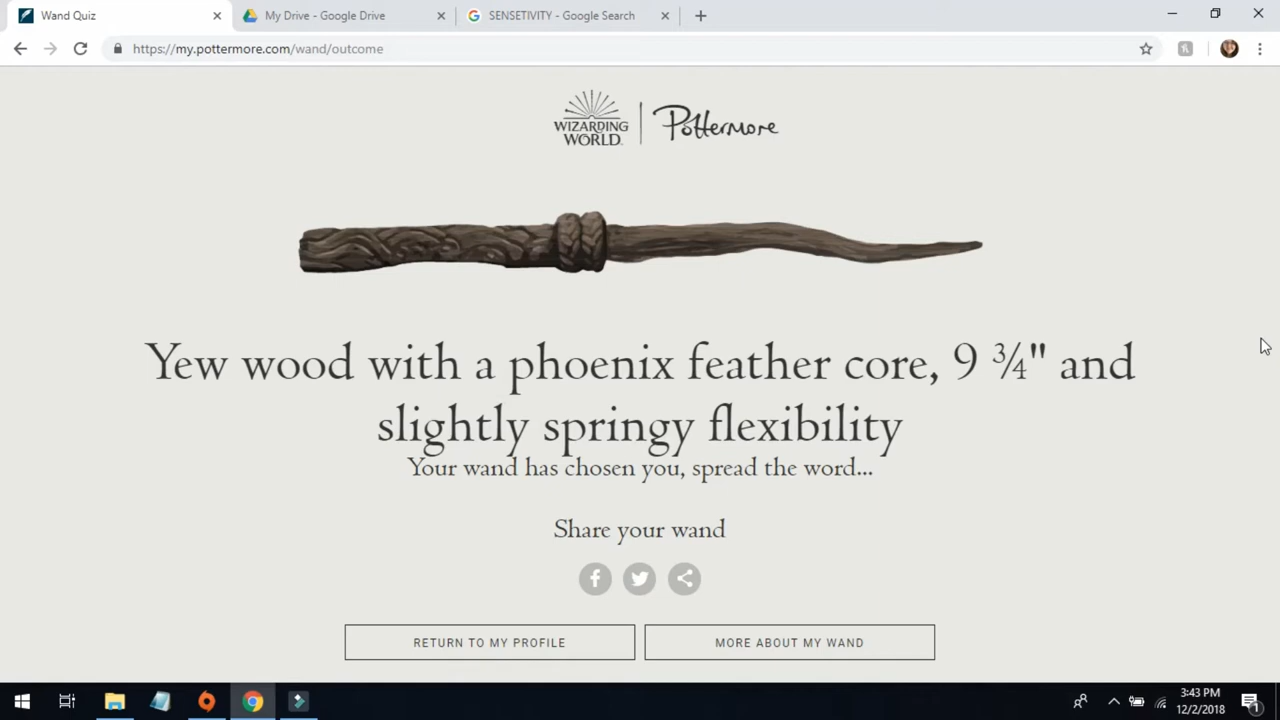 Wand Quiz
My Drive - Google Drive
SENSETIVITY - Google Search
https://my.pottermore.com/wand/outcome
WIZARDING
WORLD
Pottermore
Yew wood with a phoenix feather core, 9 ¾" and
slightly springy flexibility
Your wand has chosen you, spread the word...
Share your wand
RETURN TO MY PROFILE
MORE ABOUT MY WAND
3:43 PM
12/2/2018
1